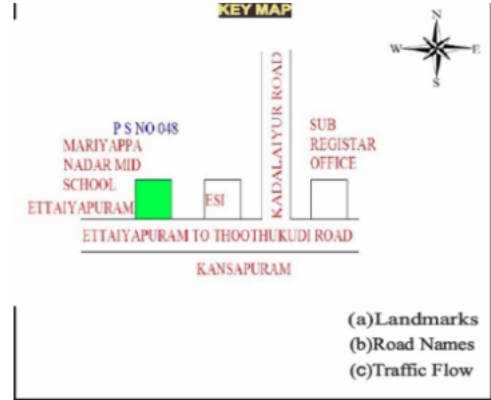 KEY MAP
N
W
E
S
P S NO 048
MARIYAPPA
NADAR MID
SCHOOL
ETTAIYAPURAM
ESI
KADALAIYUR ROAD
SUB
REGISTAR
OFFICE
ETTAIYAPURAM TO THOOTHUKUDI ROAD
KANSAPURAM
(a)Landmarks
(b)Road Names
(c)Traffic Flow